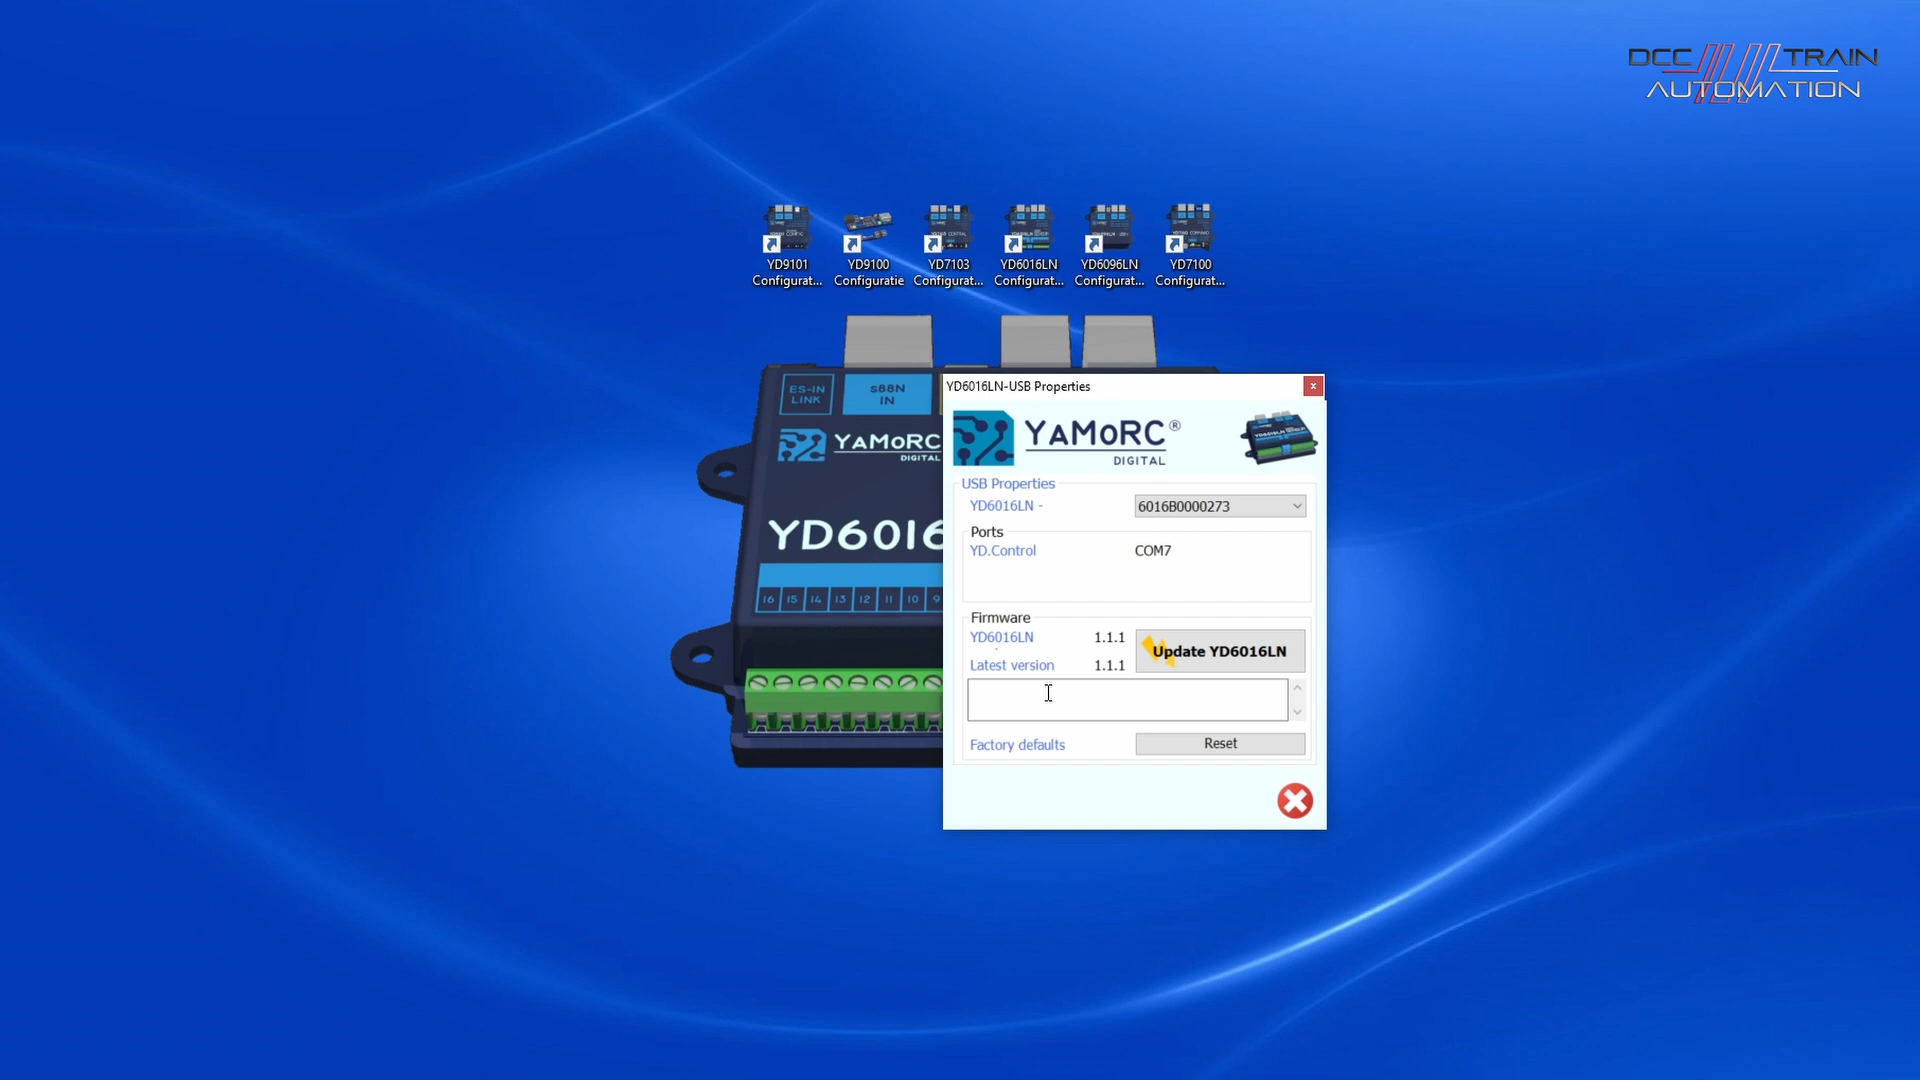 DCC TRAIN
AUTOMATION
YD9101
Configurat...
YD9100
Configuratie
YD7103
Configurat...
YD6016LN
Configurat...
YD6096LN
Configurat...
YD7100
Configurat...
ES-IN
LINK
s88N
IN
YAMoRC
DIGITAL
YD6016
16 15 14 13 12 11 10 9
YD6016LN-USB Properties
x
YAMoRC®
DIGITAL
USB Properties
YD6016LN - 6016B0000273
Ports
YD.Control COM7
Firmware
YD6016LN 1.1.1
Update YD6016LN
Latest version 1.1.1
Factory defaults Reset